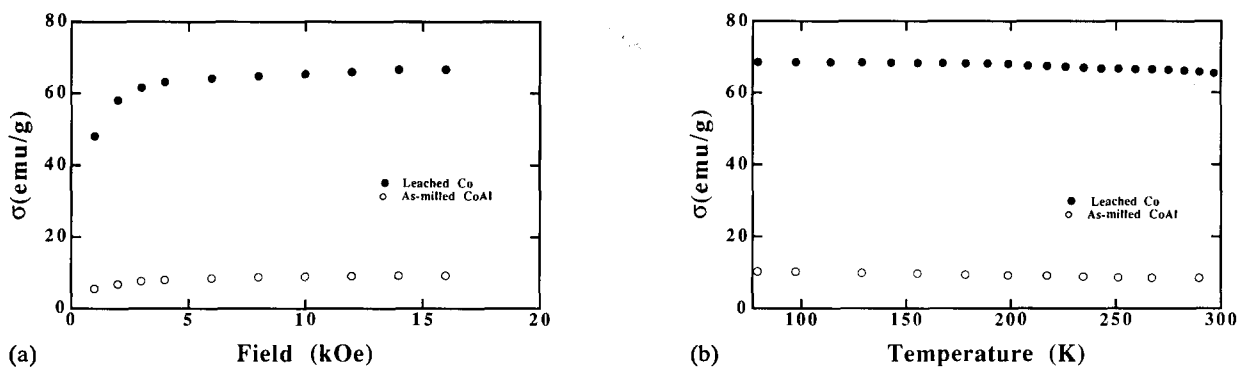 80
60
40
20
0
σ(emu/g)
Leached Co
As-milled CoAl
0 5 10 15 20
(a) Field (kOe)
80
60
40
20
0
σ(emu/g)
Leached Co
As-milled CoAl
100 150 200 250 300
(b) Temperature (K)